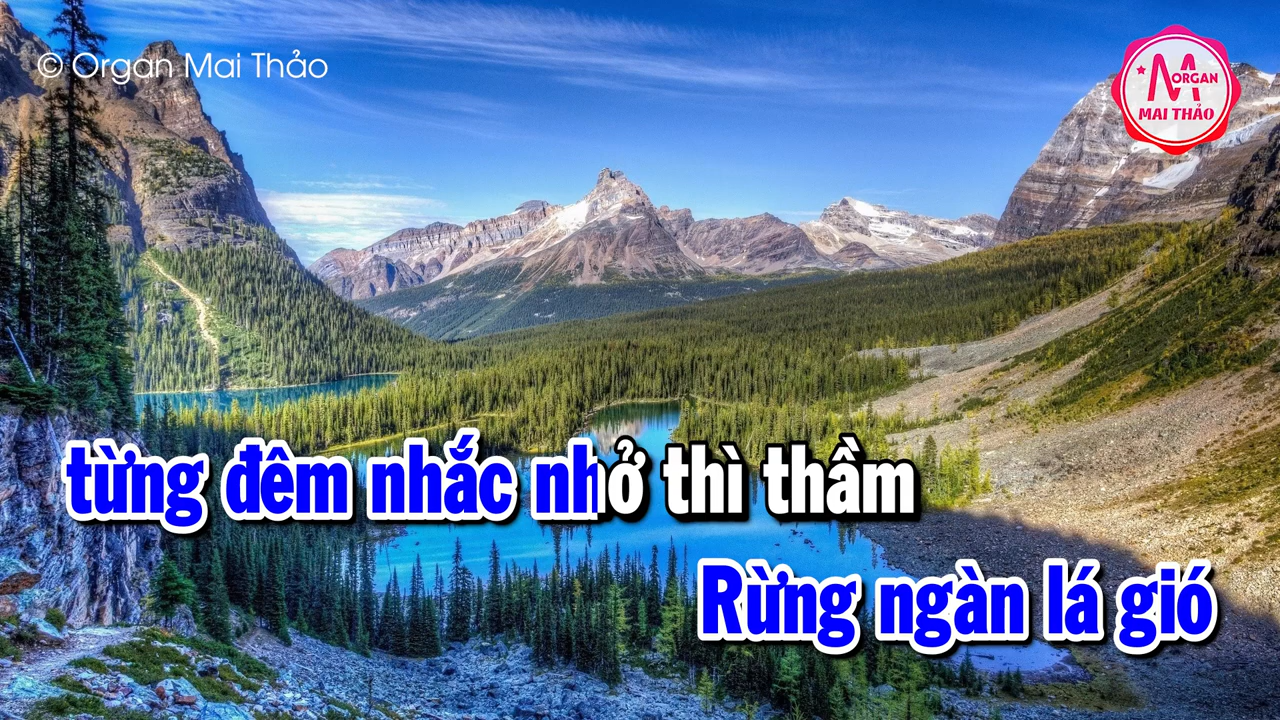 © Organ Mai Thảo
M ORGAN
MAI THẢO
từng đêm nhắc nhở thì thầm
Rừng ngàn lá gió